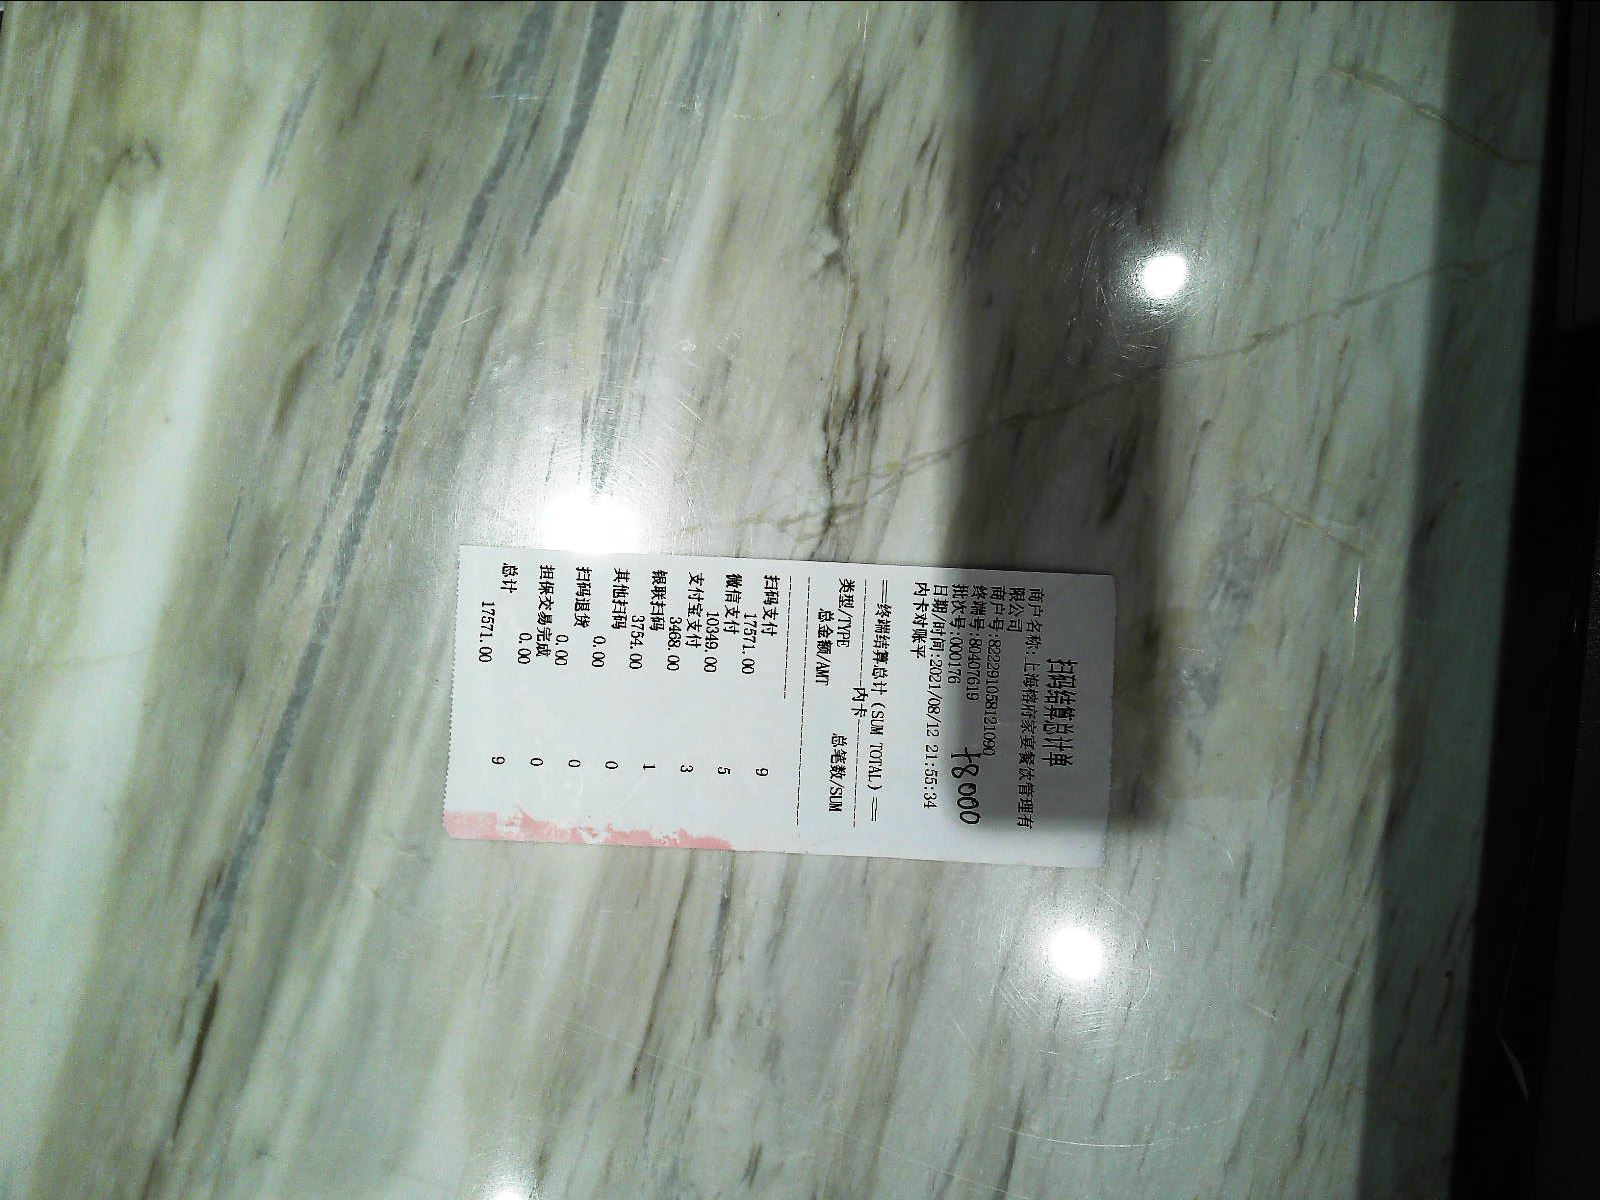 扫码结算总计单
商户名称:上海榕府家宴餐饮管理有
限公司
商户号:822291058121090
终端号:80407619
批次号:000176
+8000
日期/时间:2021/08/12 21:55:34
内卡对账平
==终端结算总计(SUM TOTAL)==
---------内卡---------
类型/TYPE 总笔数/SUM
总金额/AMT
扫码支付 9
17571.00
微信支付 5
10349.00
支付宝支付 3
3468.00
银联扫码 1
3754.00
其他扫码 0
0.00
扫码退货 0
0.00
担保交易完成 0
0.00
总计 9
17571.00